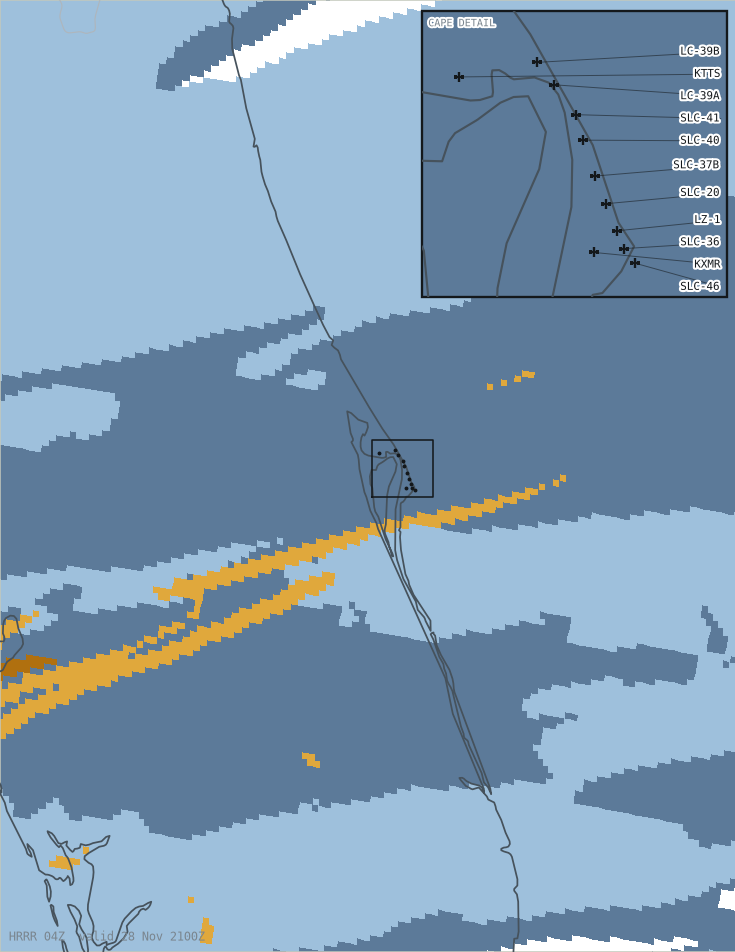 CAPE DETAIL
LC-39B
KTTS
LC-39A
SLC-41
SLC-40
SLC-37B
SLC-20
LZ-1
SLC-36
KXMR
SLC-46
HRRR 04Z valid 28 Nov 2100Z